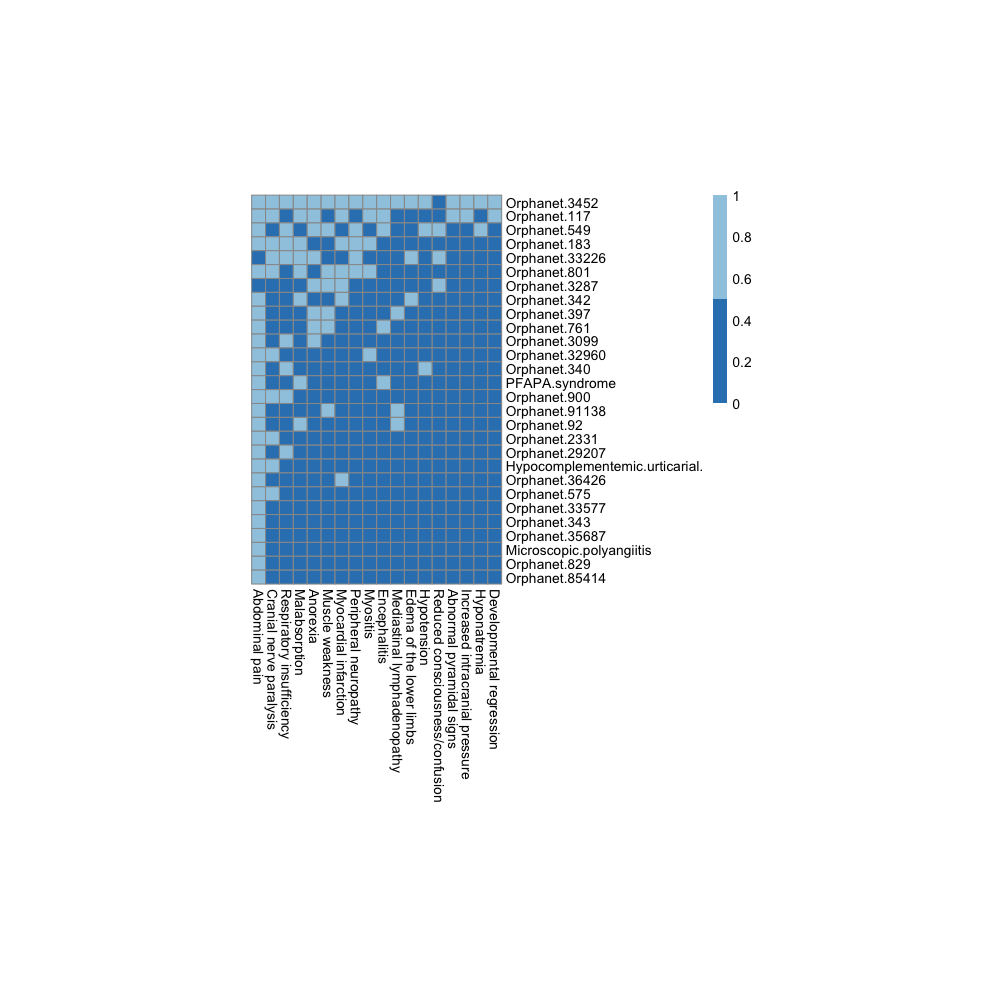 Orphanet.3452
Orphanet.117
Orphanet.549
Orphanet.183
Orphanet.33226
Orphanet.801
Orphanet.3287
Orphanet.342
Orphanet.397
Orphanet.761
Orphanet.3099
Orphanet.32960
Orphanet.340
PFAPA.syndrome
Orphanet.900
Orphanet.91138
Orphanet.92
Orphanet.2331
Orphanet.29207
Hypocomplementemic.urticarial.
Orphanet.36426
Orphanet.575
Orphanet.33577
Orphanet.343
Orphanet.35687
Microscopic.polyangiitis
Orphanet.829
Orphanet.85414
1
0.8
0.6
0.4
0.2
0
Abdominal pain
Cranial nerve paralysis
Respiratory insufficiency
Malabsorption
Anorexia
Muscle weakness
Myocardial infarction
Peripheral neuropathy
Myositis
Encephalitis
Mediastinal lymphadenopathy
Edema of the lower limbs
Hypotension
Reduced consciousness/confusion
Abnormal pyramidal signs
Increased intracranial pressure
Hyponatremia
Developmental regression